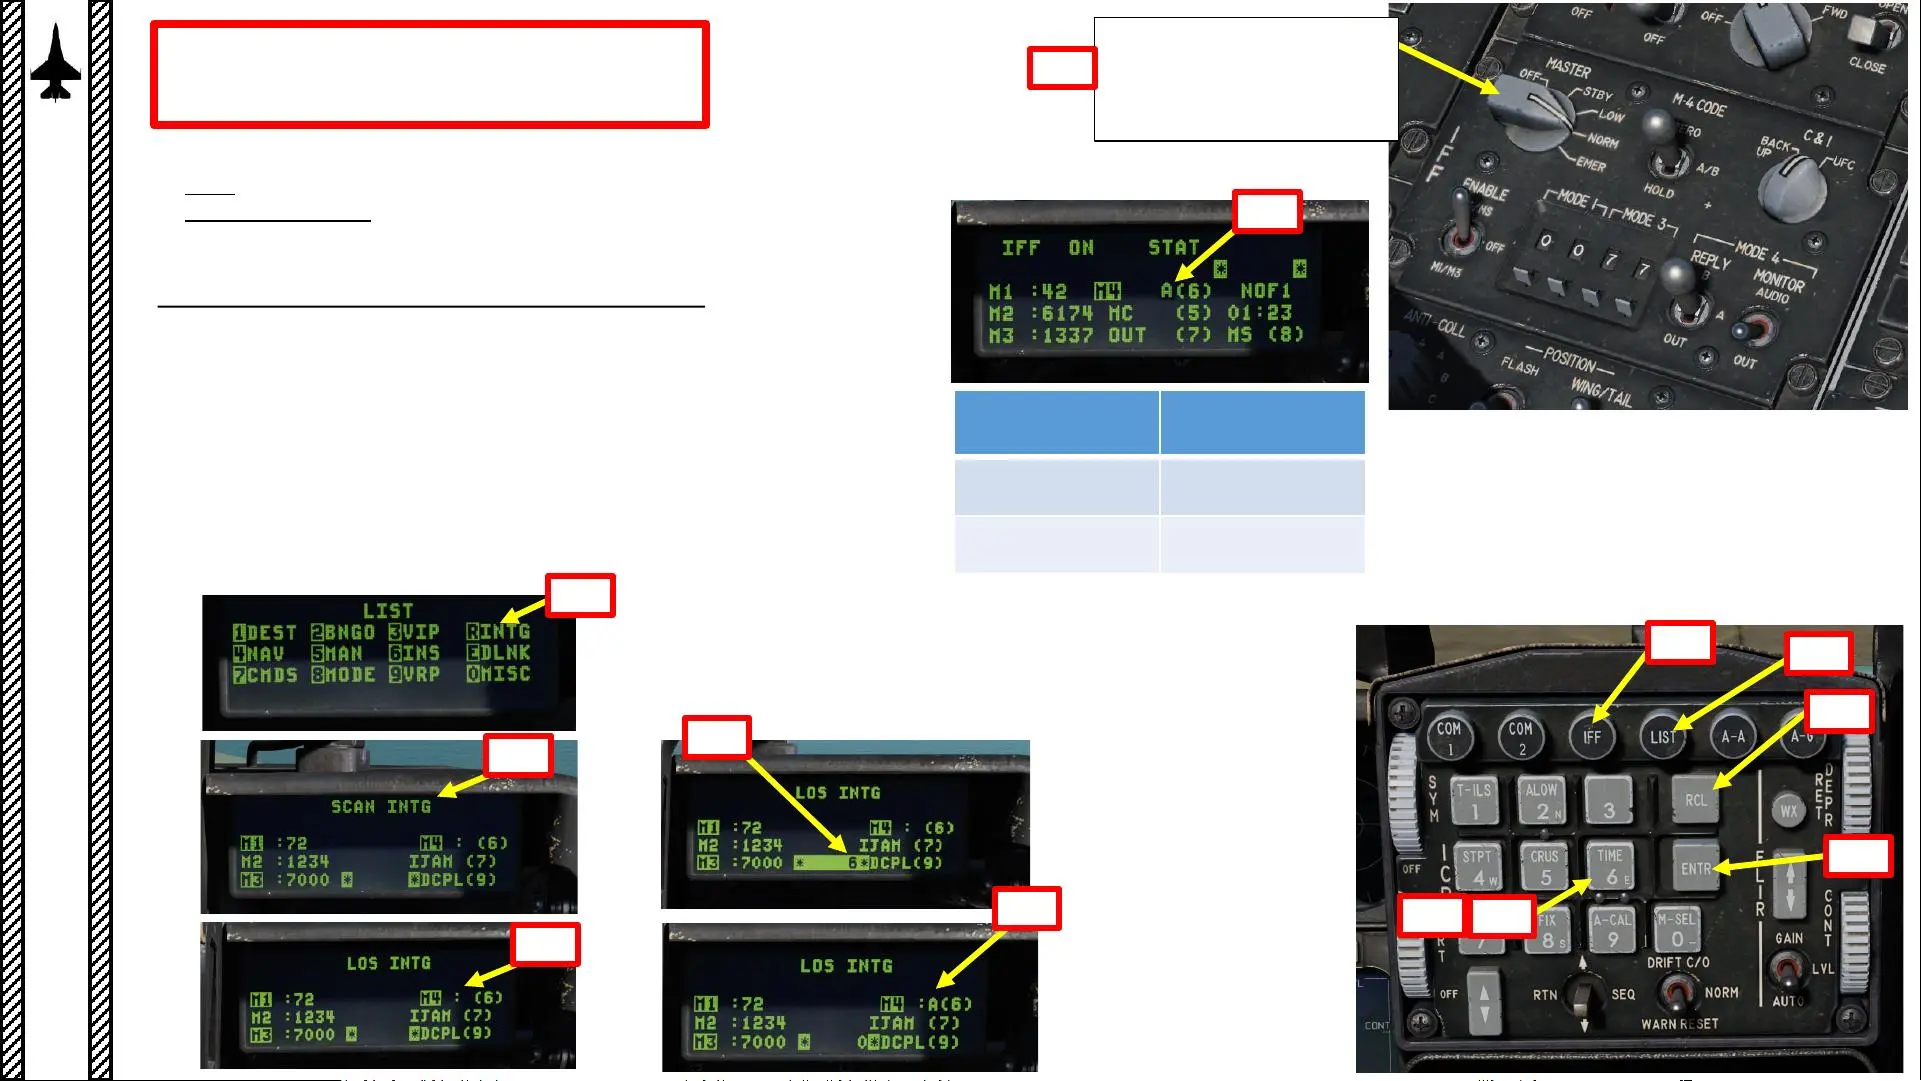 OFF
OFF
OFF
FWD
OPEN
CLOSE
MASTER
OFF
STBY
LOW
NORM
EMER
M-4 CODE
A/B
HOLD
C & I
BACK
UP
UFC
IFF
ENABLE
OFF
M1/M3
MODE 1
MODE 3
0 0 7 7
MODE 4
REPLY
B
A
OUT
MONITOR
AUDIO
OUT
ANTI-COLL
POSITION
FLASH
WING/TAIL
IFF ON STAT
* *
M1 :42 M4 A(6) NOF1
M2 :6174 MC (5) 01:23
M3 :1337 OUT (7) MS (8)
LIST
1DEST 2BNGO 3VIP RINTG
4NAV 5MAN 6INS EDLNK
7CMDS 8MODE 9VRP 0MISC
SCAN INTG
M1 :72 M4 : (6)
M2 :1234 IJAM (7)
M3 :7000 * *DCPL(9)
LOS INTG
M1 :72 M4 : (6)
M2 :1234 IJAM (7)
M3 :7000 * 6*DCPL(9)
LOS INTG
M1 :72 M4 : (6)
M2 :1234 IJAM (7)
M3 :7000 * *DCPL(9)
LOS INTG
M1 :72 M4 :A(6)
M2 :1234 IJAM (7)
M3 :7000 * 0*DCPL(9)
COM 1
COM 2
IFF
LIST
A-A
A-G
SYM
T-ILS 1
ALOW 2 N
3
RCL
WX
DEPR
RET
STPT 4 W
CRUS 5
TIME 6 E
ENTR
OFF
FLIR
CONT
7
FIX 8 S
A-CAL 9
M-SEL 0 -
GAIN
LVL
AUTO
OFF
RTN
SEQ
DRIFT C/O
NORM
WARN RESET
CONT